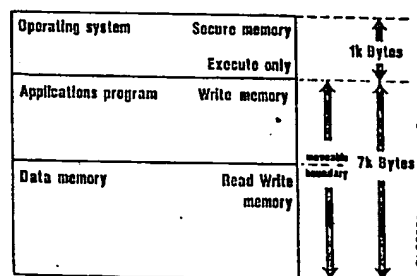 Operating system Secure memory
1k Bytes
Execute only
Applications program Write memory
moveable
boundary
7k Bytes
Data memory Read Write
memory